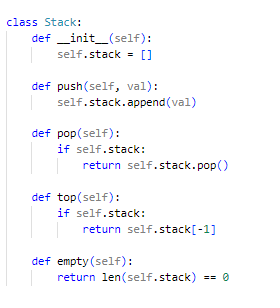 class Stack:
    def __init__(self):
        self.stack = []

    def push(self, val):
        self.stack.append(val)

    def pop(self):
        if self.stack:
            return self.stack.pop()

    def top(self):
        if self.stack:
            return self.stack[-1]

    def empty(self):
        return len(self.stack) == 0